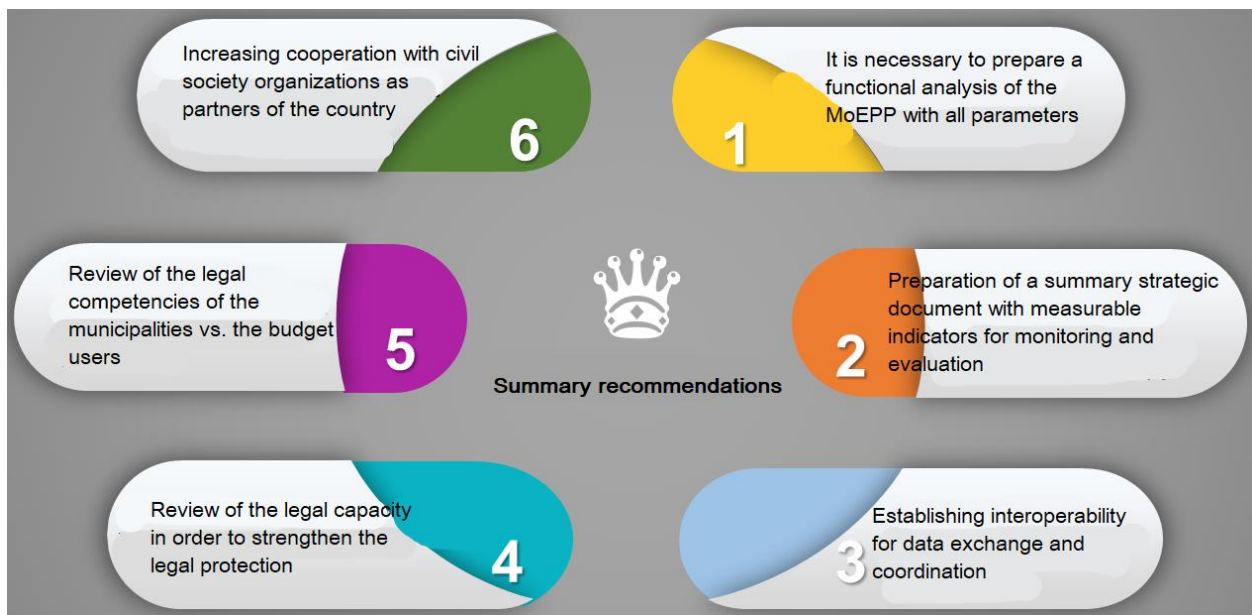 1
It is necessary to prepare a
functional analysis of the
MoEPP with all parameters
2
Preparation of a summary strategic
document with measurable
indicators for monitoring and
evaluation
3
Establishing interoperability
for data exchange and
coordination
4
Review of the legal capacity
in order to strengthen the
legal protection
5
Review of the legal
competencies of the
municipalities vs. the budget
users
6
Increasing cooperation with civil
society organizations as
partners of the country
Summary recommendations